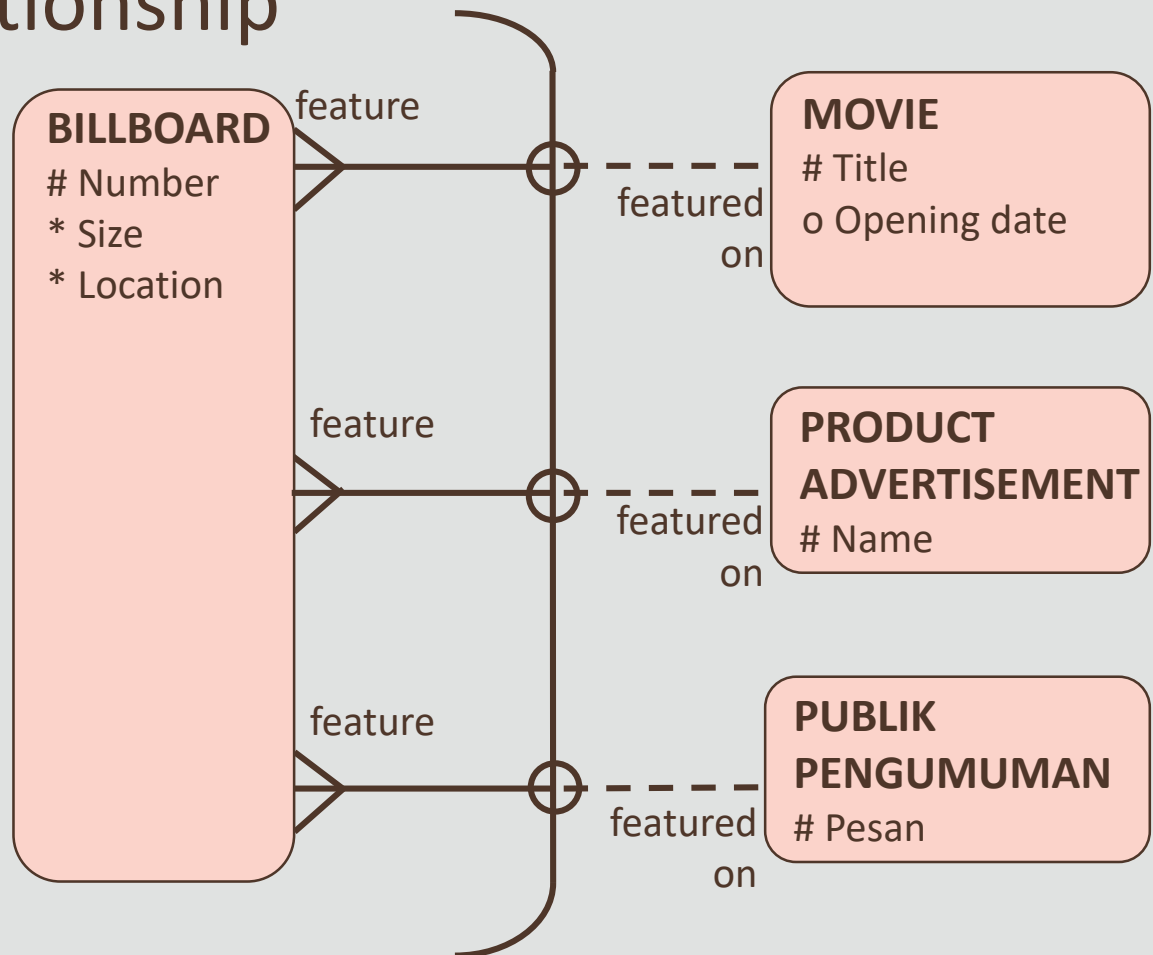 tionship
BILLBOARD
# Number
* Size
* Location
feature
featured
on
MOVIE
# Title
o Opening date
feature
featured
on
PRODUCT
ADVERTISEMENT
# Name
feature
featured
on
PUBLIK
PENGUMUMAN
# Pesan